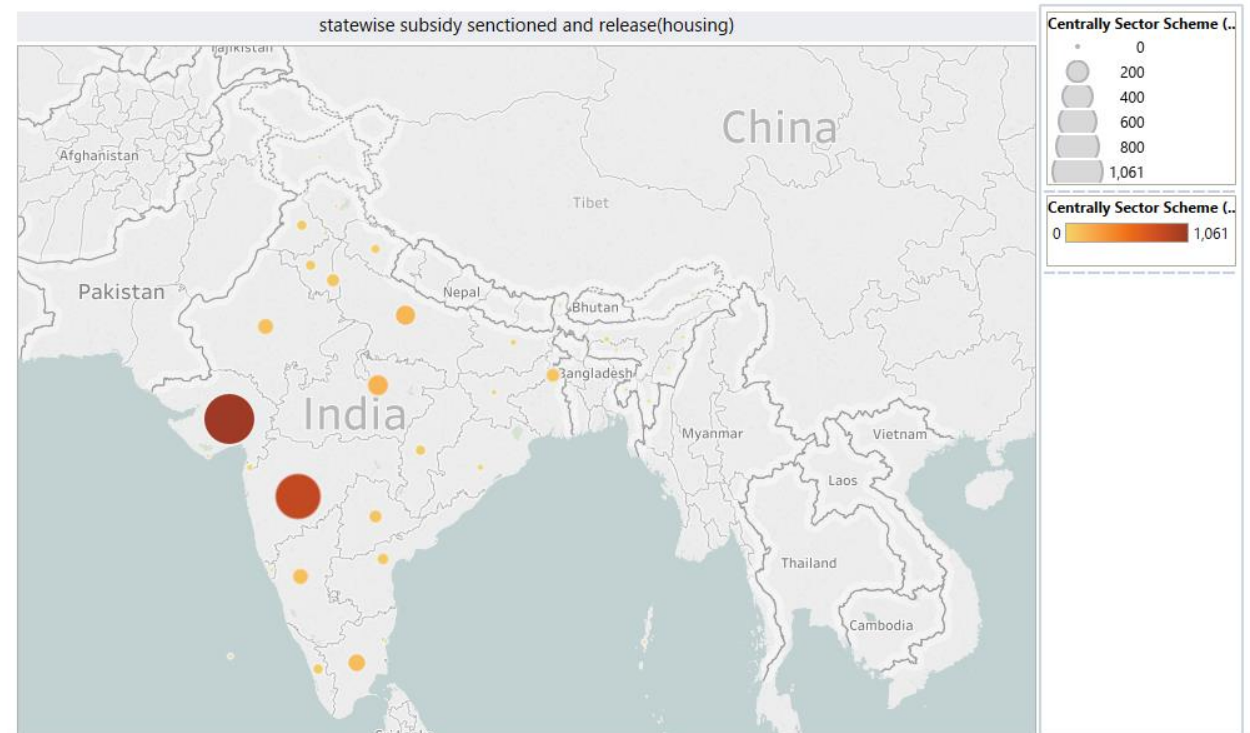 statewise subsidy senctioned and release(housing)
Tajikistan
China
Afghanistan
Tibet
Pakistan
Nepal
Bhutan
Bangladesh
India
Myanmar
Vietnam
Laos
Thailand
Cambodia
Centrally Sector Scheme (..
0
200
400
600
800
1,061
Centrally Sector Scheme (..
0 1,061